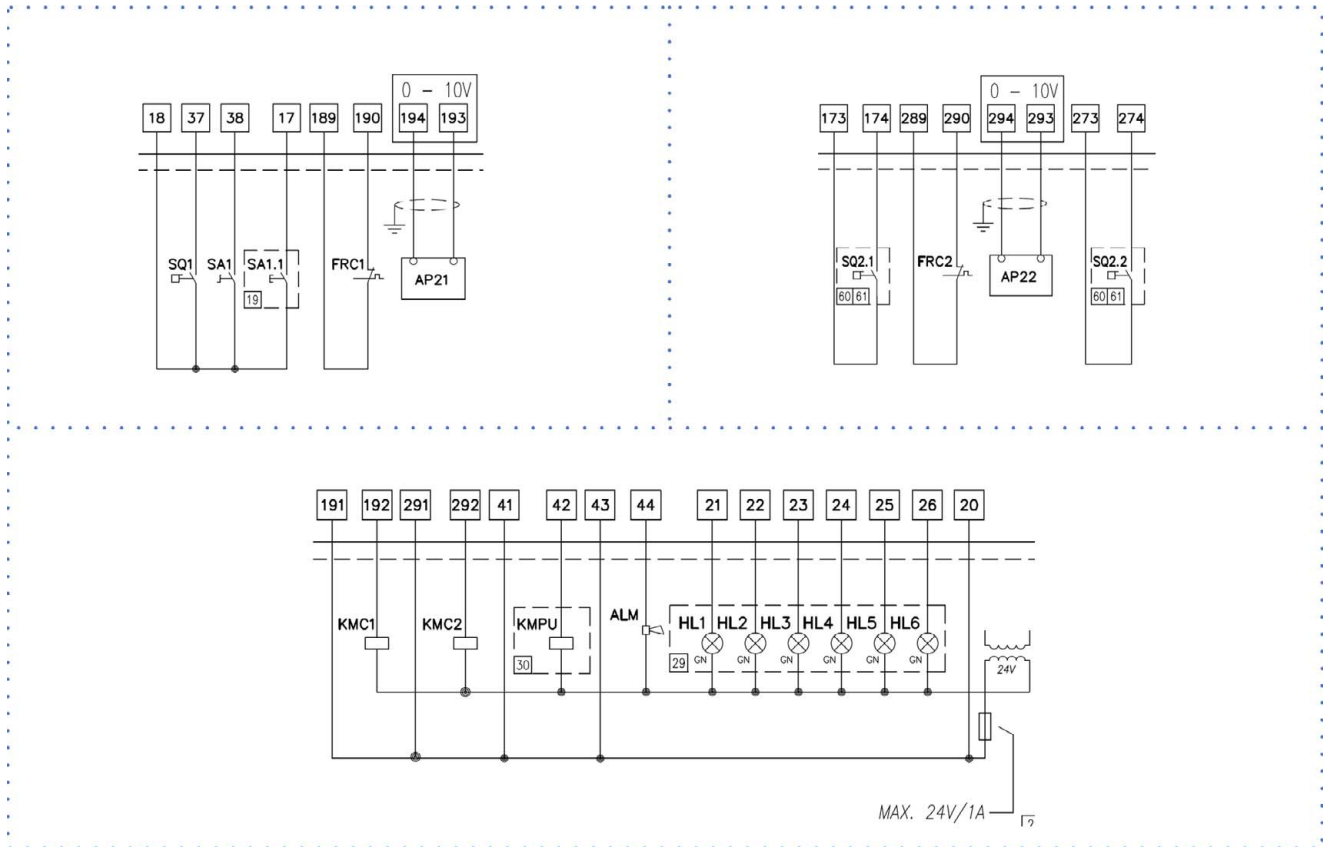 0 - 10V
18 37 38 17 189 190 194 193
SQ1 SA1 SA1.1 FRC1
AP21
19
0 - 10V
173 174 289 290 294 293 273 274
SQ2.1 FRC2 SQ2.2
AP22
60 61 60 61
191 192 291 292 41 42 43 44 21 22 23 24 25 26 20
KMC1 KMC2 KMPU ALM HL1 HL2 HL3 HL4 HL5 HL6
30 29 GN GN GN GN GN GN 24V
MAX. 24V/1A